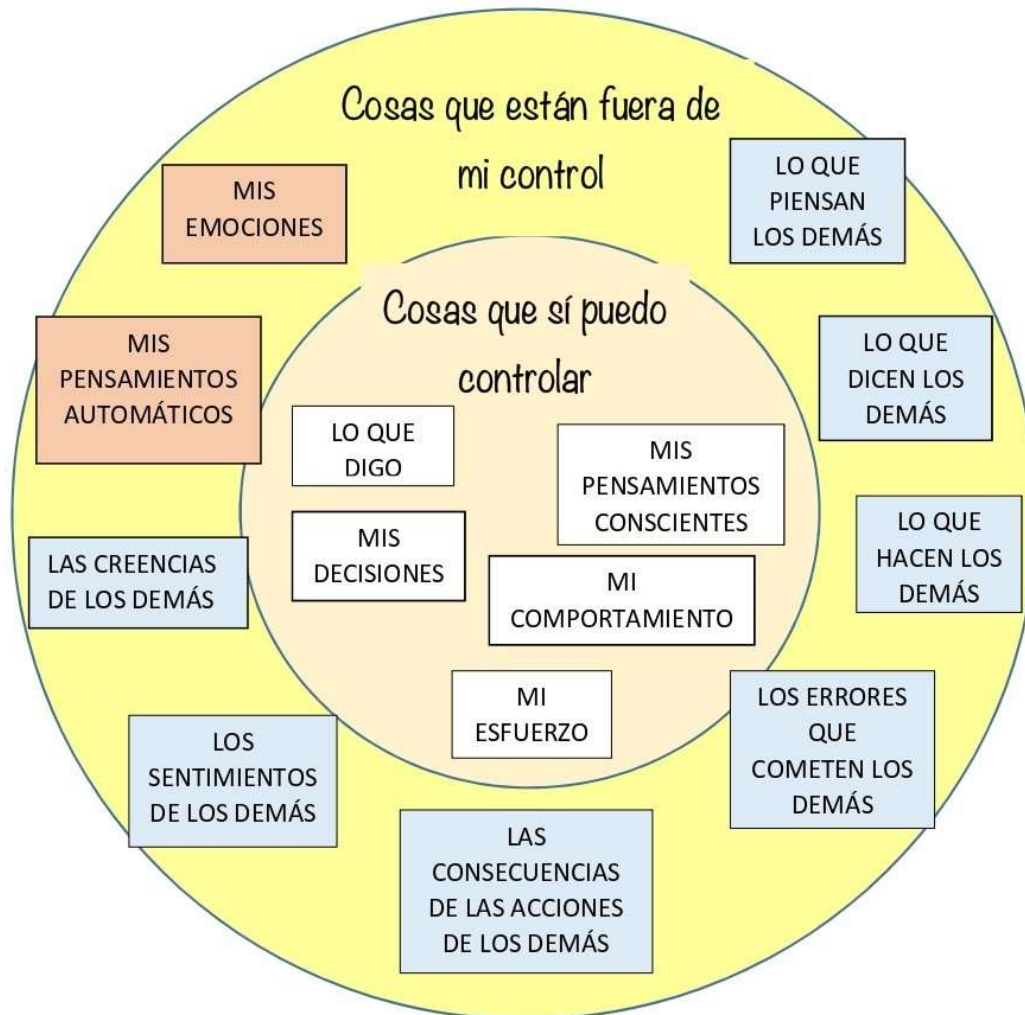 Cosas que están fuera de
mi control
MIS
EMOCIONES
LO QUE
PIENSAN
LOS DEMÁS
Cosas que sí puedo
controlar
MIS
PENSAMIENTOS
AUTOMÁTICOS
LO QUE
DICEN LOS
DEMÁS
LO QUE
DIGO
MIS
PENSAMIENTOS
CONSCIENTES
MIS
DECISIONES
LO QUE
HACEN LOS
DEMÁS
LAS CREENCIAS
DE LOS DEMÁS
MI
COMPORTAMIENTO
MI
ESFUERZO
LOS ERRORES
QUE
COMETEN LOS
DEMÁS
LOS
SENTIMIENTOS
DE LOS DEMÁS
LAS
CONSECUENCIAS
DE LAS ACCIONES
DE LOS DEMÁS